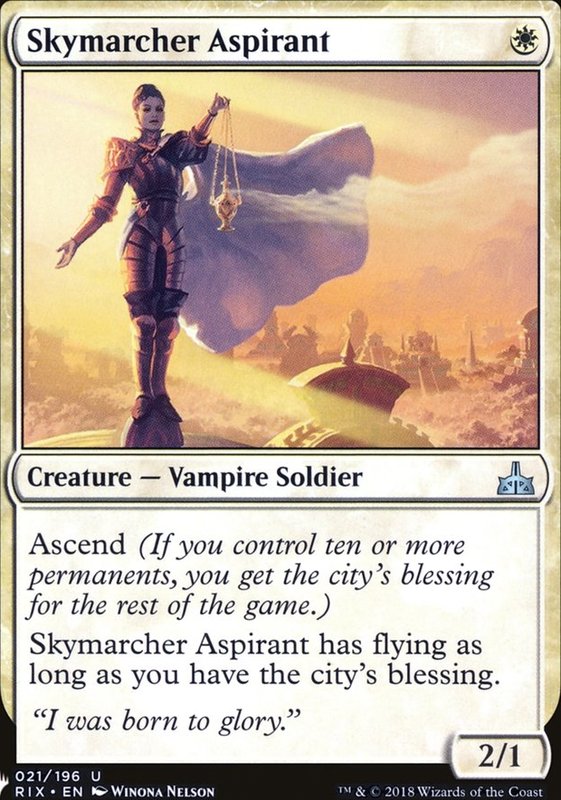 Skymarcher Aspirant
Creature — Vampire Soldier
Ascend (If you control ten or more
permanents, you get the city's blessing
for the rest of the game.)
Skymarcher Aspirant has flying as
long as you have the city's blessing.
"I was born to glory."
2/1
021/196 U
RIX • EN Winona Nelson
™ & © 2018 Wizards of the Coast